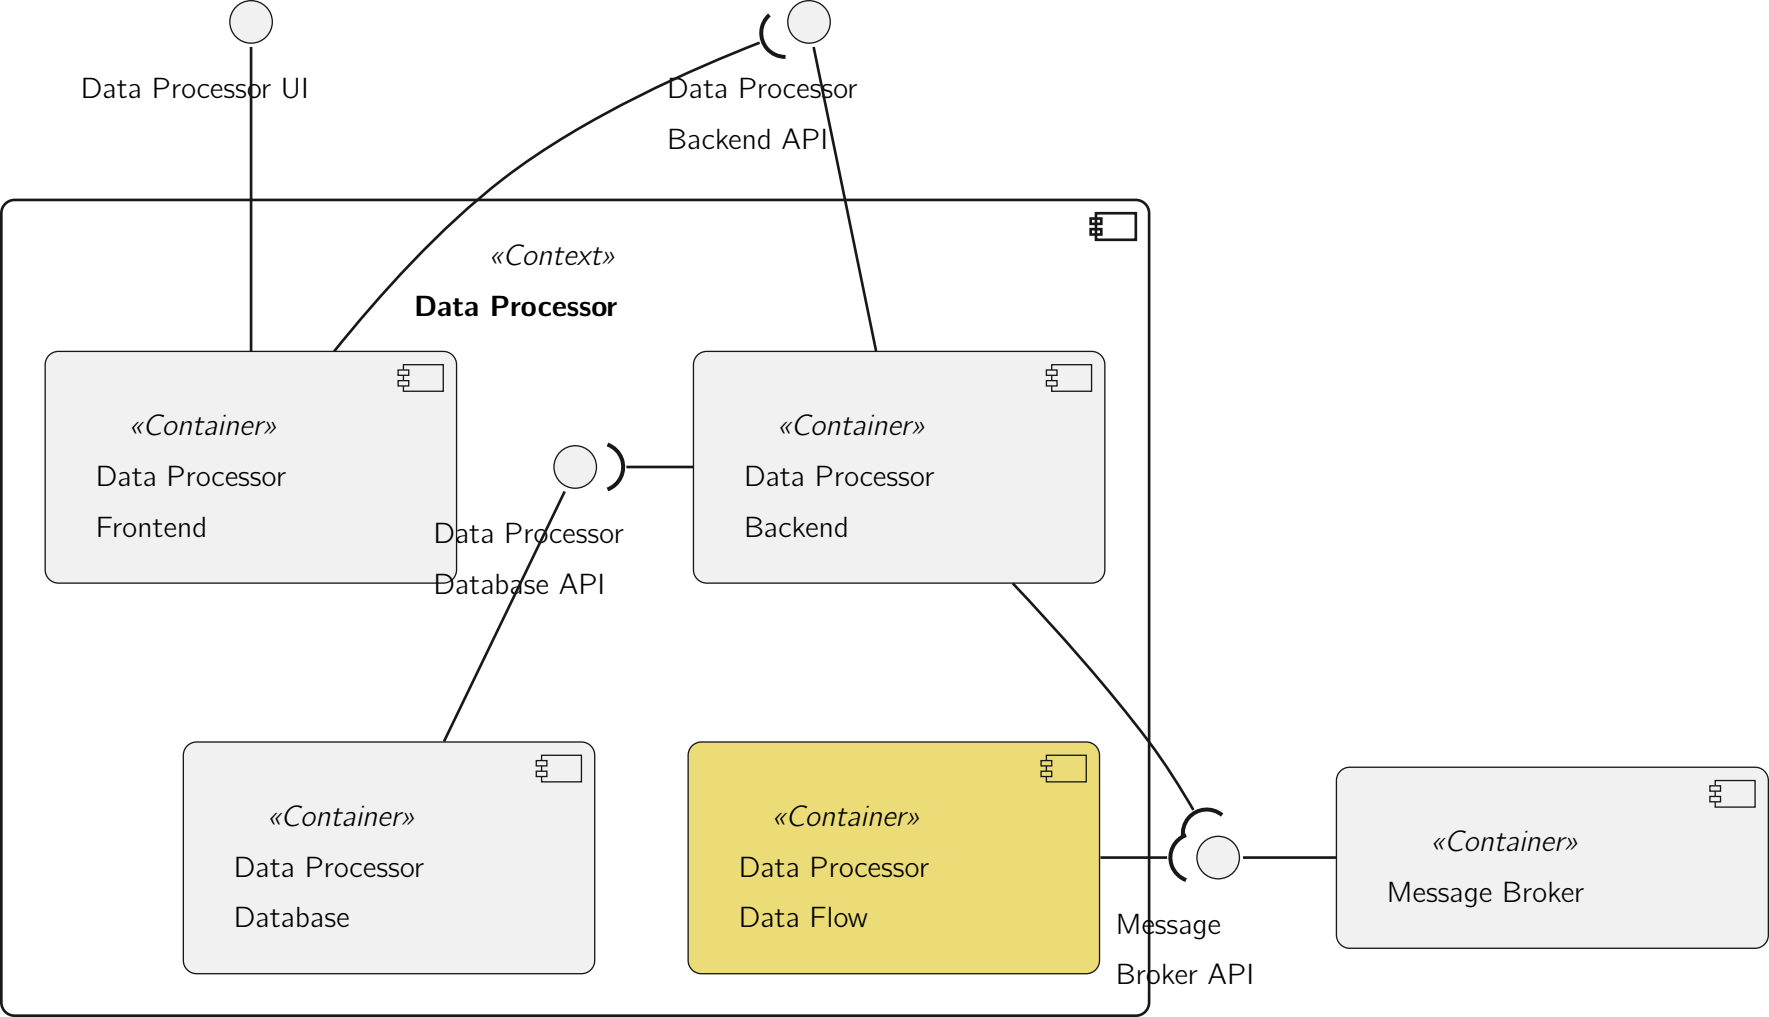 Data Processor UI
Data Processor
Backend API
«Context»
Data Processor
«Container»
Data Processor
Frontend
«Container»
Data Processor
Backend
Data Processor
Database API
«Container»
Data Processor
Database
«Container»
Data Processor
Data Flow
Message
Broker API
«Container»
Message Broker